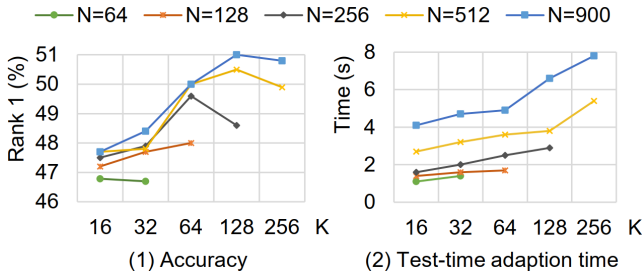 N=64 N=128 N=256 N=512 N=900
Rank 1 (%)
51
50
49
48
47
46
16 32 64 128 256 K
(1) Accuracy
Time (s)
8
6
4
2
0
16 32 64 128 256 K
(2) Test-time adaption time